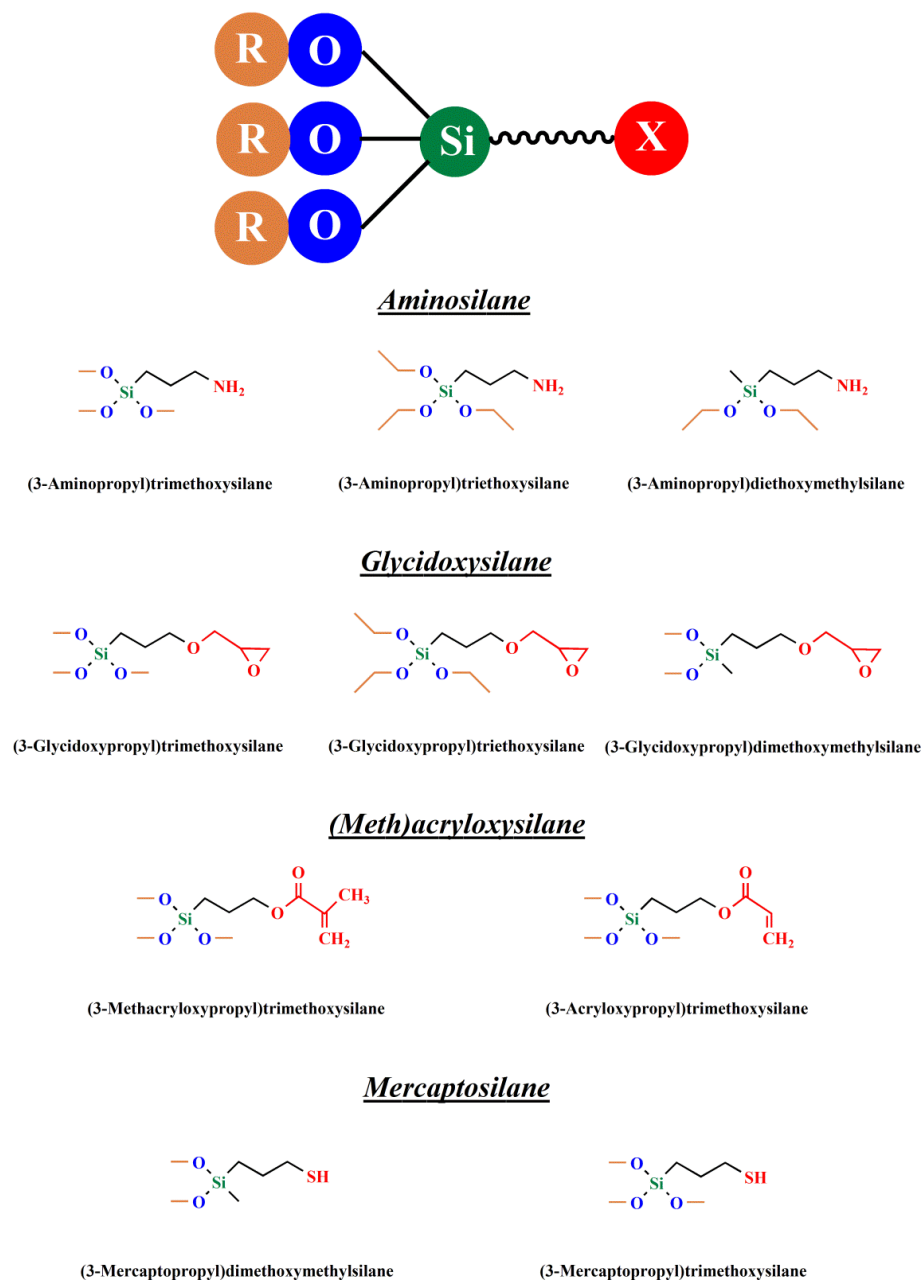 R O
R O Si X
R O
Aminosilane
O Si O O NH2
O Si O O NH2
Si O O NH2
(3-Aminopropyl)trimethoxysilane
(3-Aminopropyl)triethoxysilane
(3-Aminopropyl)diethoxymethylsilane
Glycidoxysilane
O Si O O O O
O Si O O O O
O Si O O O
(3-Glycidoxypropyl)trimethoxysilane
(3-Glycidoxypropyl)triethoxysilane
(3-Glycidoxypropyl)dimethoxymethylsilane
(Meth)acryloxysilane
O Si O O O O CH3 CH2
O Si O O O O CH2
(3-Methacryloxypropyl)trimethoxysilane
(3-Acryloxypropyl)trimethoxysilane
Mercaptosilane
O Si O SH
O Si O O SH
(3-Mercaptopropyl)dimethoxymethylsilane
(3-Mercaptopropyl)trimethoxysilane